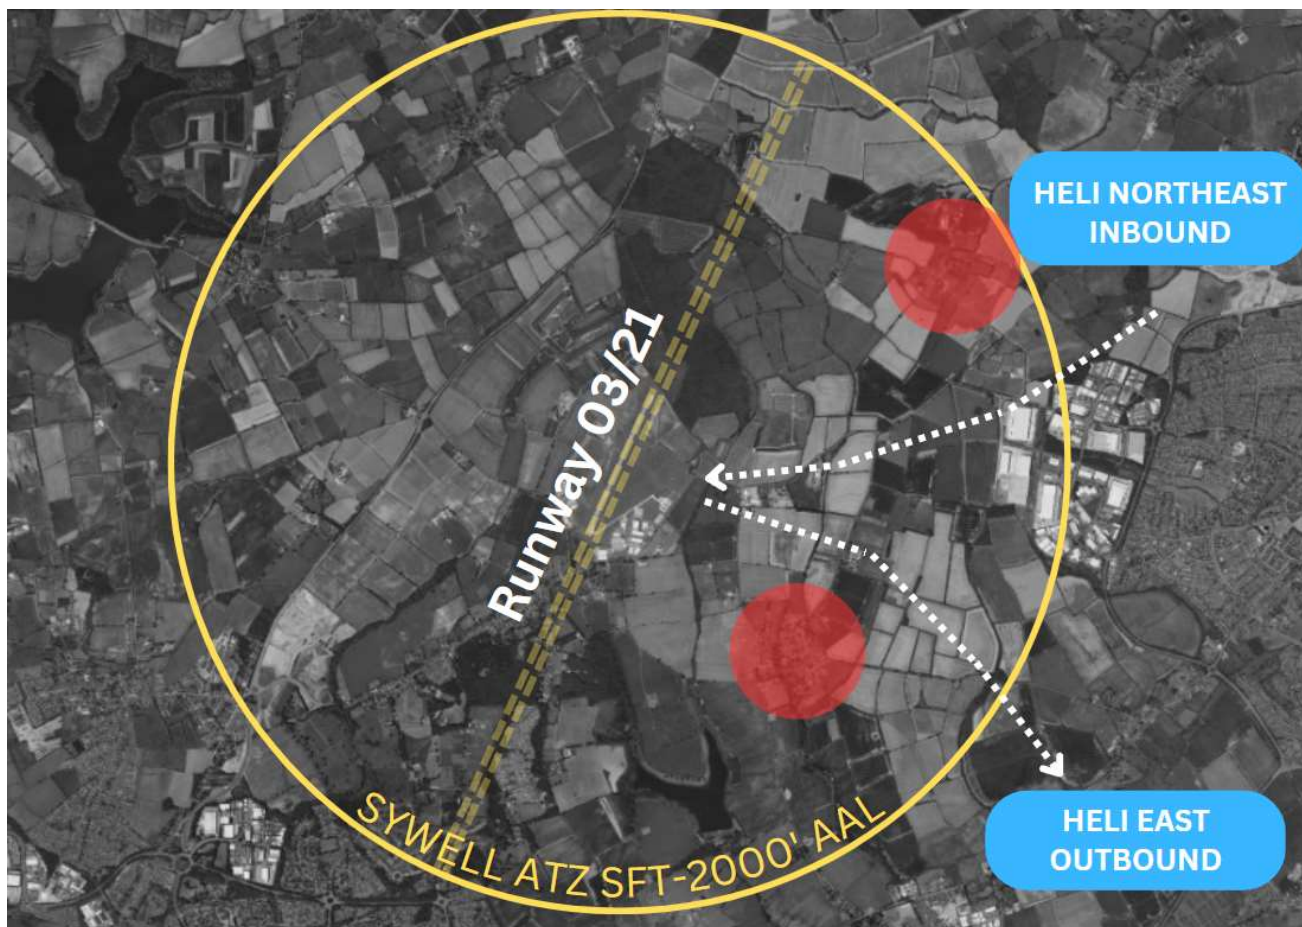 HELI NORTHEAST
INBOUND
Runway 03/21
SYWELL ATZ SFT-2000' AAL
HELI EAST
OUTBOUND